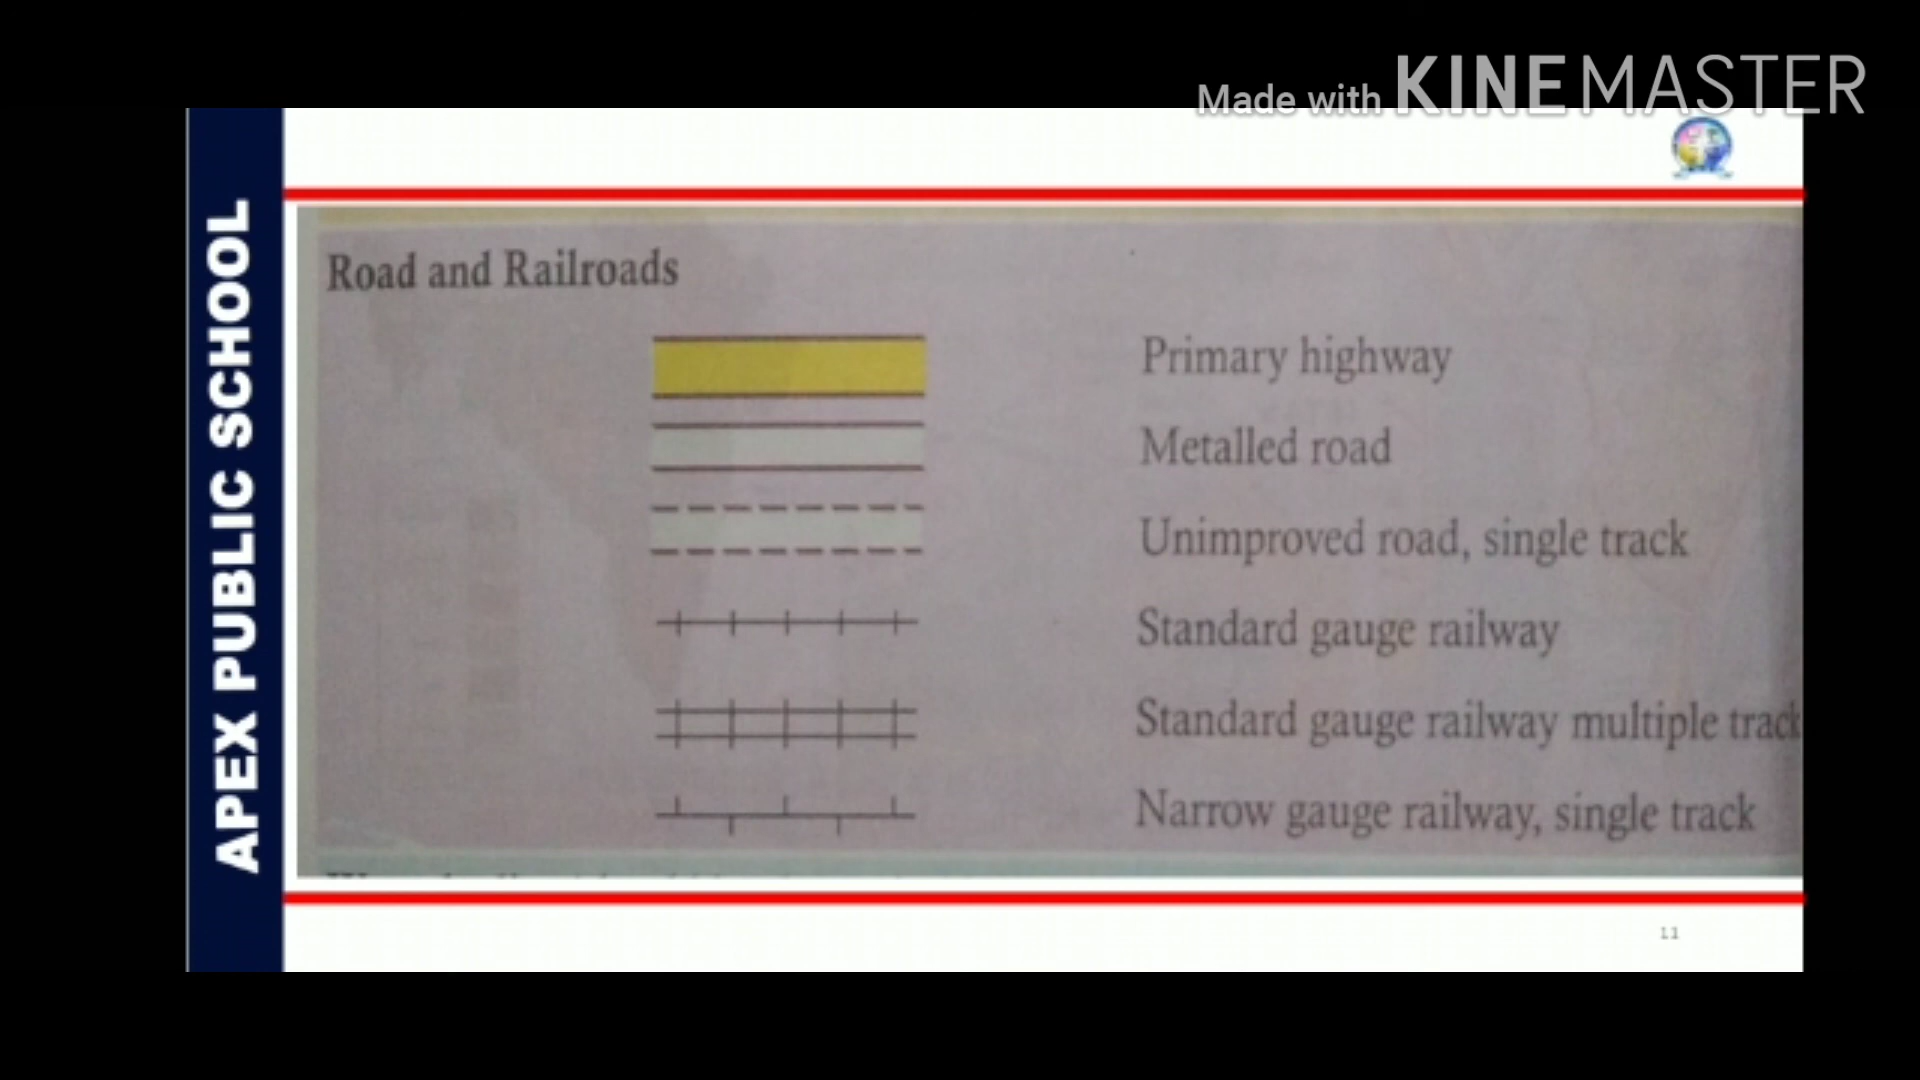 Made with KINEMASTER
APEX PUBLIC SCHOOL
Road and Railroads
Primary highway
Metalled road
Unimproved road, single track
Standard gauge railway
Standard gauge railway multiple track
Narrow gauge railway, single track
11